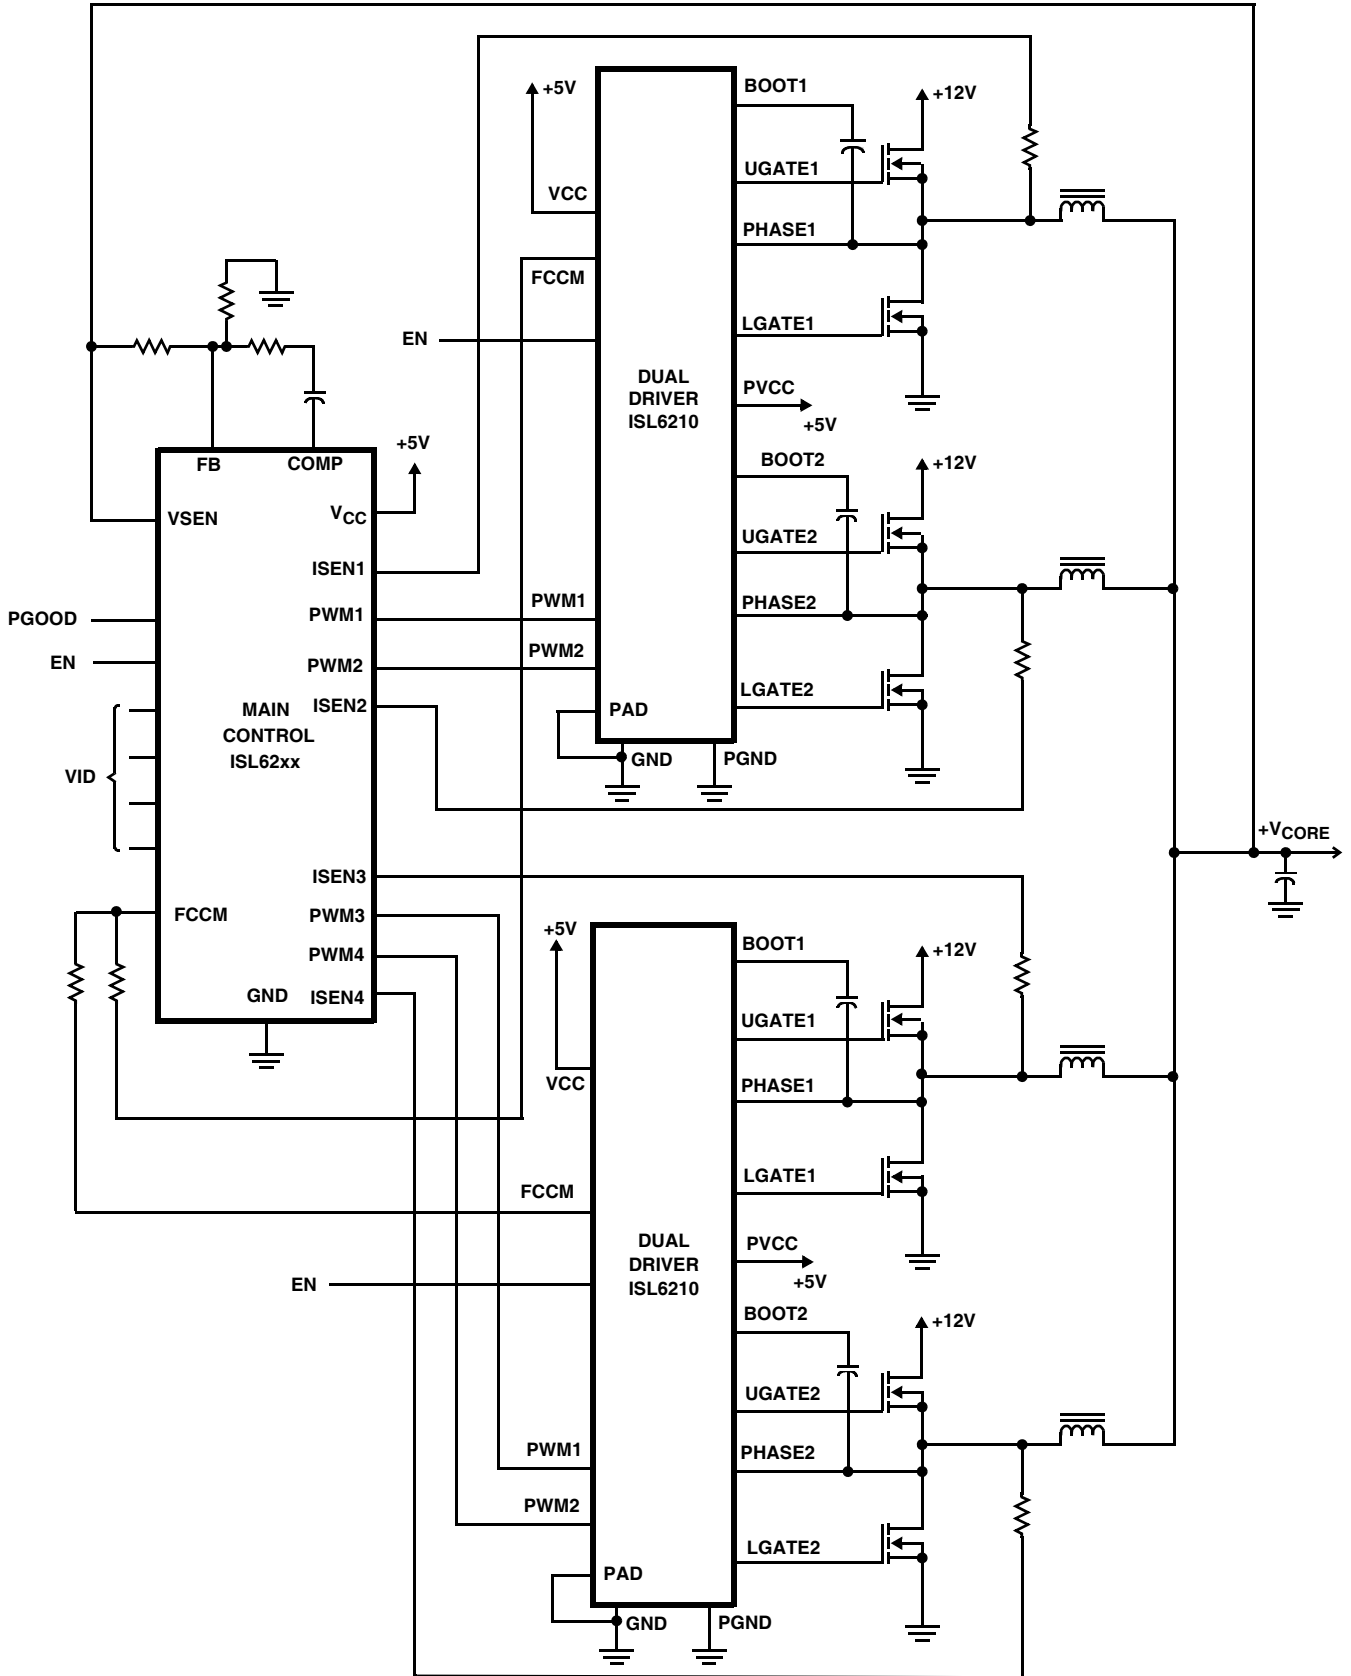 +5V
BOOT1
+12V
UGATE1
VCC
PHASE1
FCCM
LGATE1
EN
DUAL
DRIVER
ISL6210
PVCC
+5V
+5V
BOOT2
+12V
FB
COMP
VSEN
VCC
UGATE2
ISEN1
PWM1
PHASE2
PGOOD
PWM1
EN
PWM2
PWM2
LGATE2
ISEN2
PAD
MAIN
CONTROL
ISL62xx
GND
PGND
VID
+VCORE
ISEN3
FCCM
PWM3
+5V
BOOT1
+12V
PWM4
GND
ISEN4
UGATE1
VCC
PHASE1
LGATE1
FCCM
DUAL
DRIVER
ISL6210
PVCC
+5V
EN
BOOT2
+12V
UGATE2
PWM1
PHASE2
PWM2
LGATE2
PAD
GND
PGND